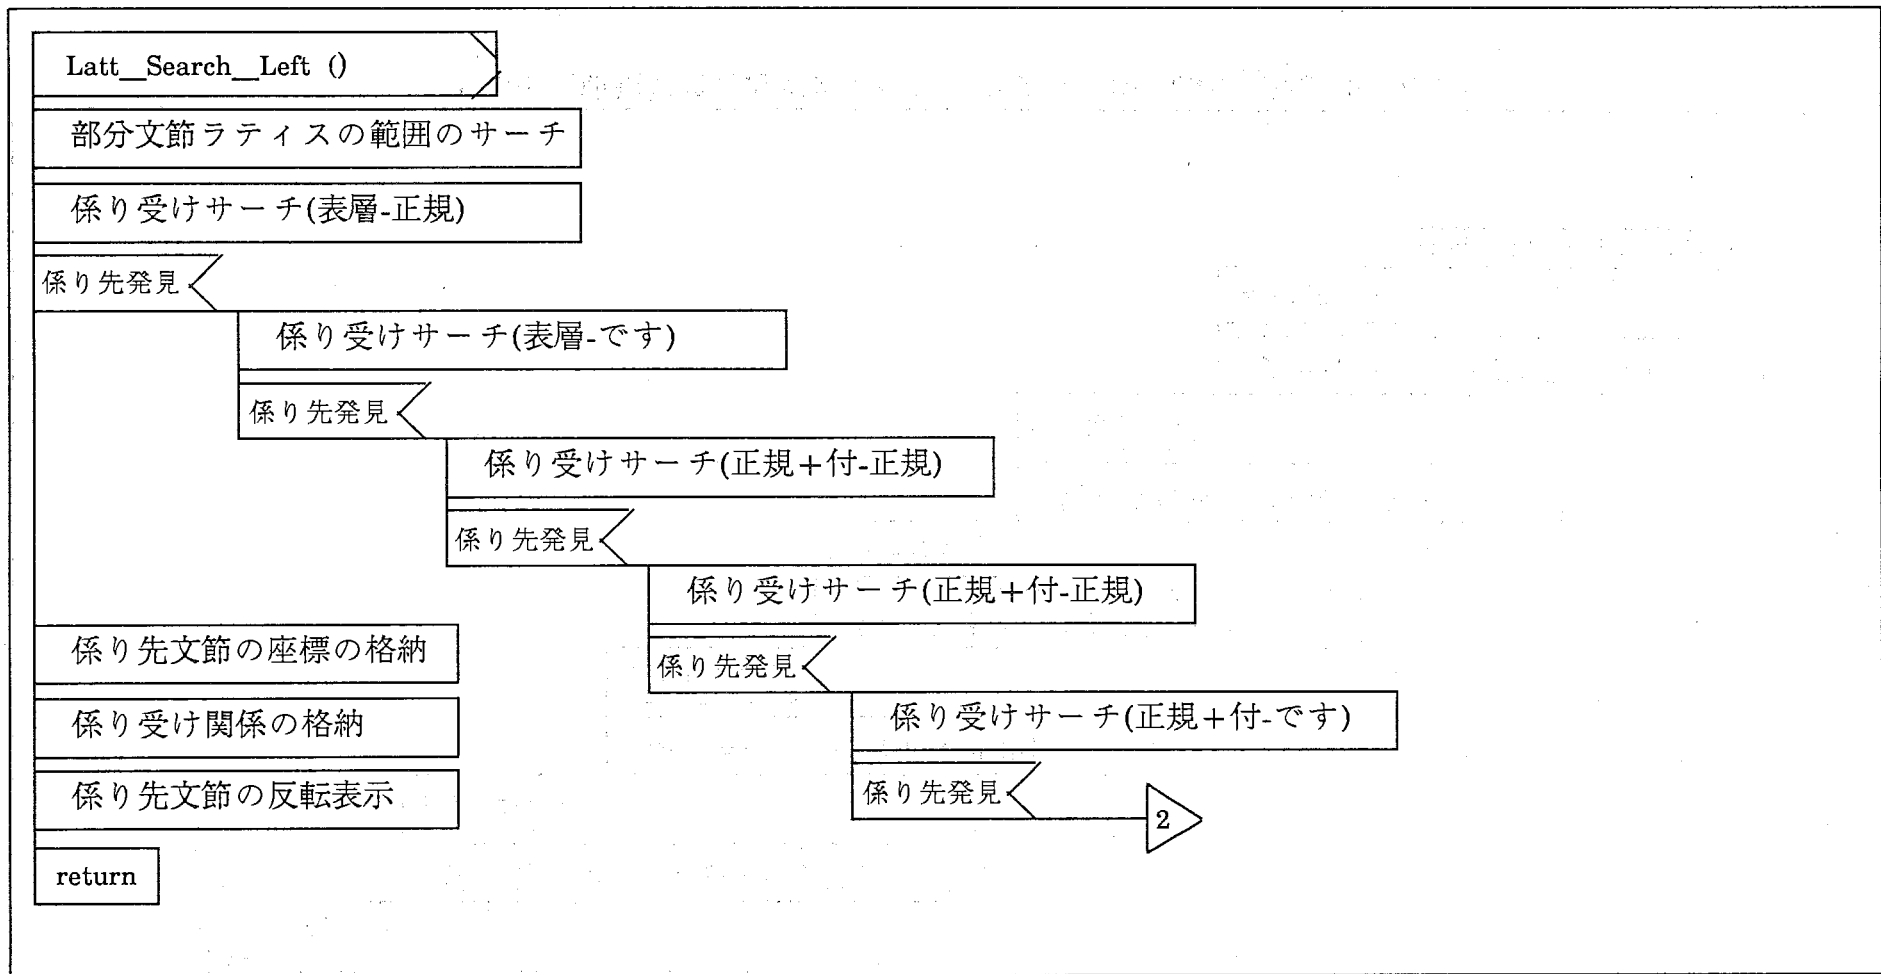 Latt__Search__Left ()
部分文節ラティスの範囲のサーチ
係り受けサーチ(表層-正規)
係り先発見
係り受けサーチ(表層-です)
係り先発見
係り受けサーチ(正規+付-正規)
係り先発見
係り受けサーチ(正規+付-正規)
係り先発見
係り受けサーチ(正規+付-です)
係り先発見
2
係り先文節の座標の格納
係り受け関係の格納
係り先文節の反転表示
return